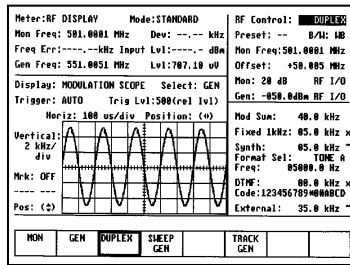 Meter:RF DISPLAY Mode:STANDARD
Mon Freq: 501.0001 MHz Dev: --.-- kHz
Freq Err:----.--kHz Input Lvl:----.- dBm
Gen Freq: 551.0051 MHz Lvl:707.10 uV
Display: MODULATION SCOPE Select: GEN
Trigger: AUTO Trig Lvl:500(rel lvl)
Horiz: 100 us/div Position: (↔)
Vertical:
2 kHz/
div
Mrk: OFF
---- ----
Pos: (↕)
RF Control: DUPLEX
Preset: -- B/W: WB
Mon Freq:501.0001 MHz
Offset: +50.005 MHz
Mon: 20 dB RF I/O
Gen: -050.0dBm RF I/O
Mod Sum: 40.0 kHz
Fixed 1kHz: 05.0 kHz ×
Synth: 05.0 kHz ~
Format Sel: TONE A
Freq: 05000.0 Hz
DTMF: 00.0 kHz ×
Code:123456789*0#ABCD
External: 35.0 kHz ~
MON GEN DUPLEX SWEEP GEN TRACK GEN